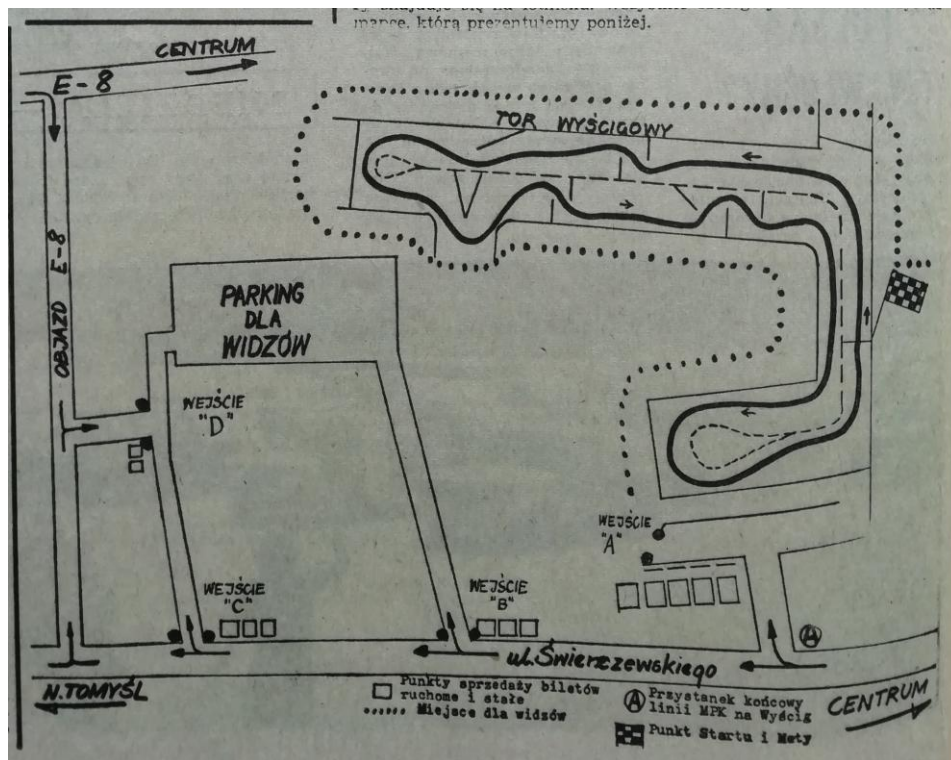 mapce, którą prezentujemy poniżej.
CENTRUM
E-8
TOR WYŚCIGOWY
OBJAZD E-8
PARKING
DLA
WIDZÓW
WEJŚCIE
"D"
WEJŚCIE
"A"
WEJŚCIE
"C"
WEJŚCIE
"B"
A
ul. Świerczewskiego
N.TOMYŚL
Punkty sprzedaży biletów
ruchome i stałe
Miejsce dla widzów
A Przystanek końcowy
linii MPK na Wyścig
Punkt Startu i Mety
CENTRUM